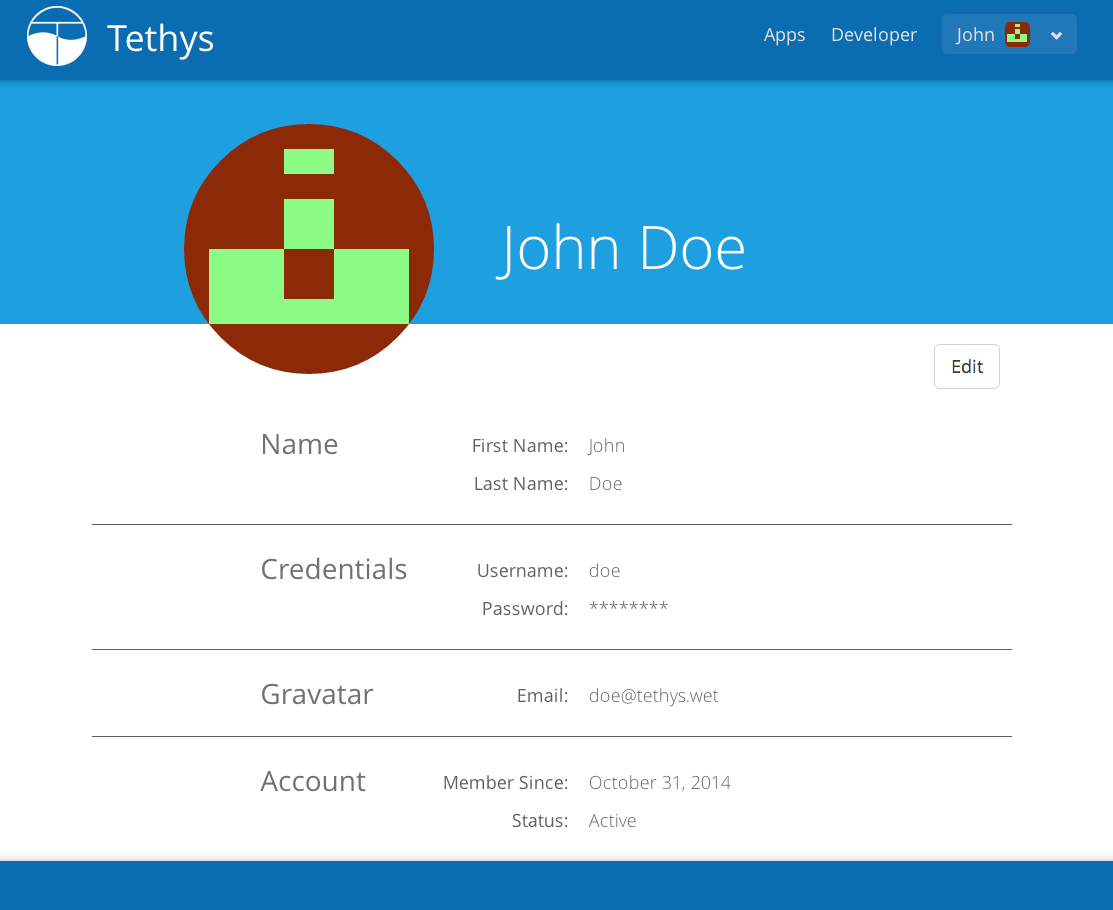 Tethys
Apps Developer John
John Doe
Edit
Name
First Name: John
Last Name: Doe
Credentials
Username: doe
Password: ********
Gravatar
Email: doe@tethys.wet
Account
Member Since: October 31, 2014
Status: Active